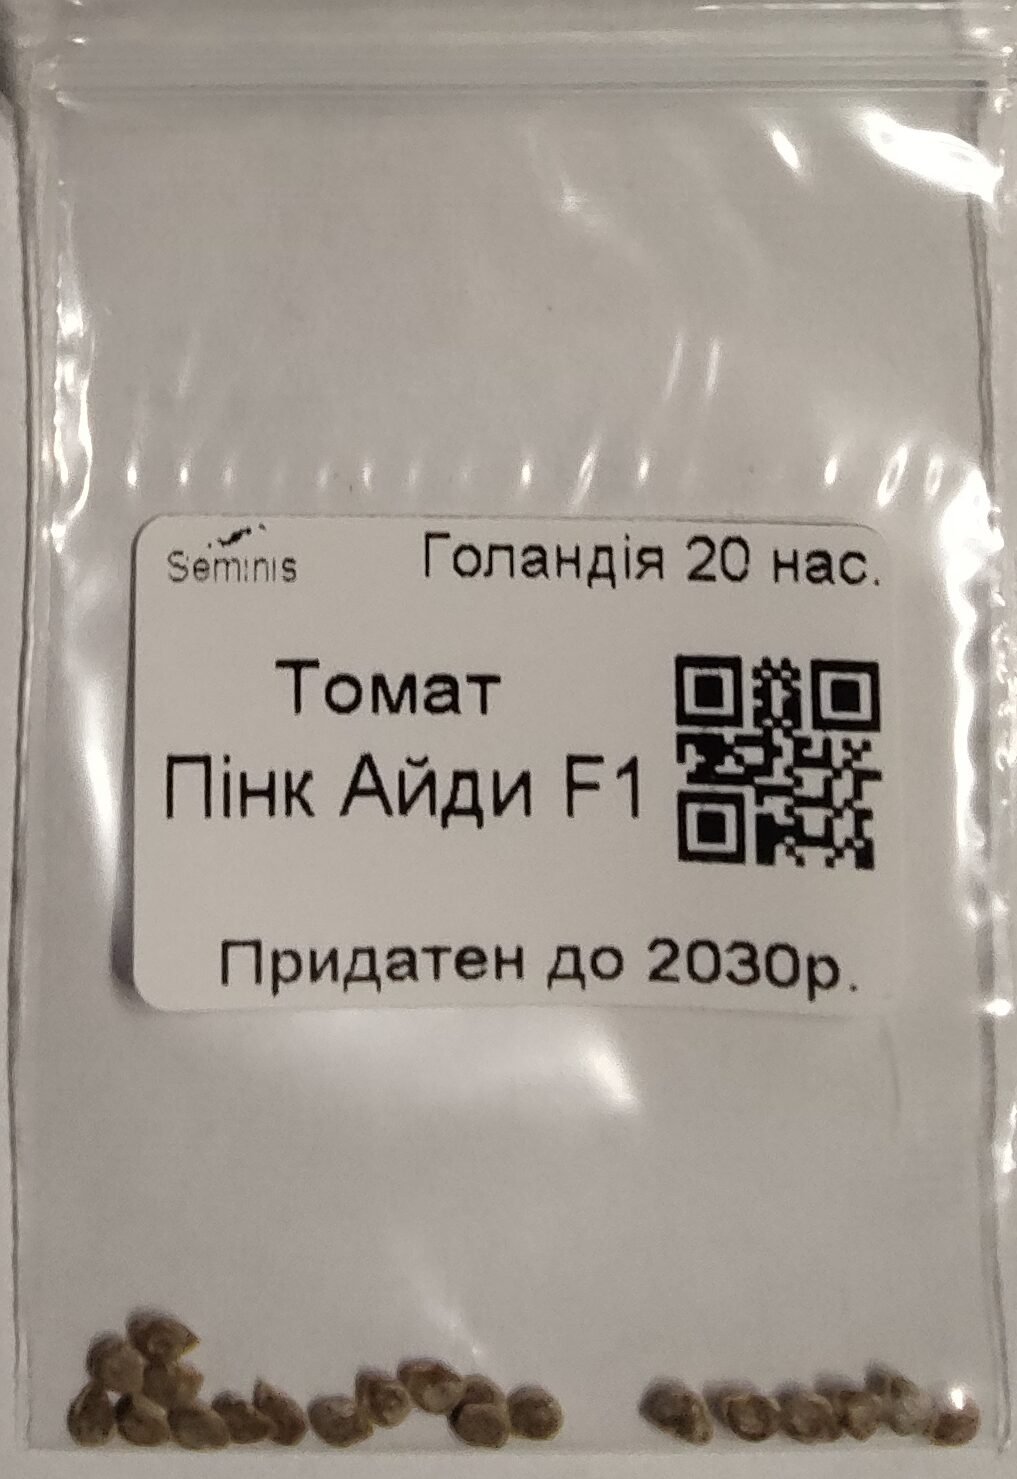 Seminis Голандія 20 нас.
Томат
Пінк Айди F1
Придатен до 2030р.